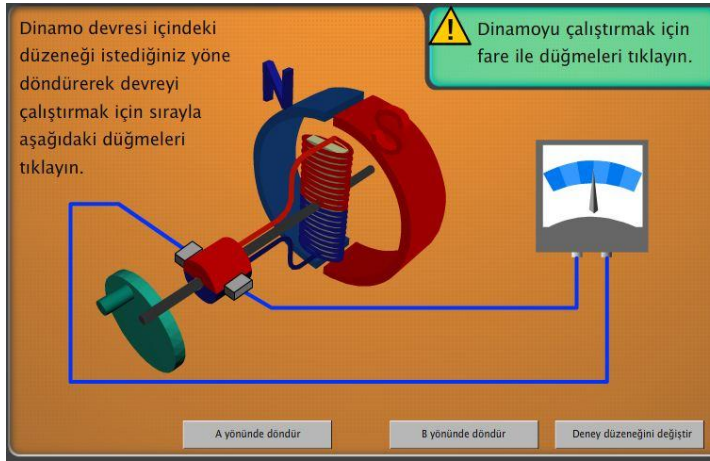 Dinamo devresi içindeki
düzeneği istediğiniz yöne
döndürerek devreyi
çalıştırmak için sırayla
aşağıdaki düğmeleri
tıklayın.
Dinamoyu çalıştırmak için
fare ile düğmeleri tıklayın.
N
S
A yönünde döndür
B yönünde döndür
Deney düzeneğini değiştir